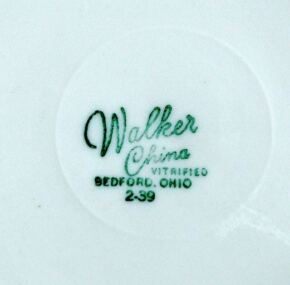 Walker
China
VITRIFIED
BEDFORD, OHIO
2-39